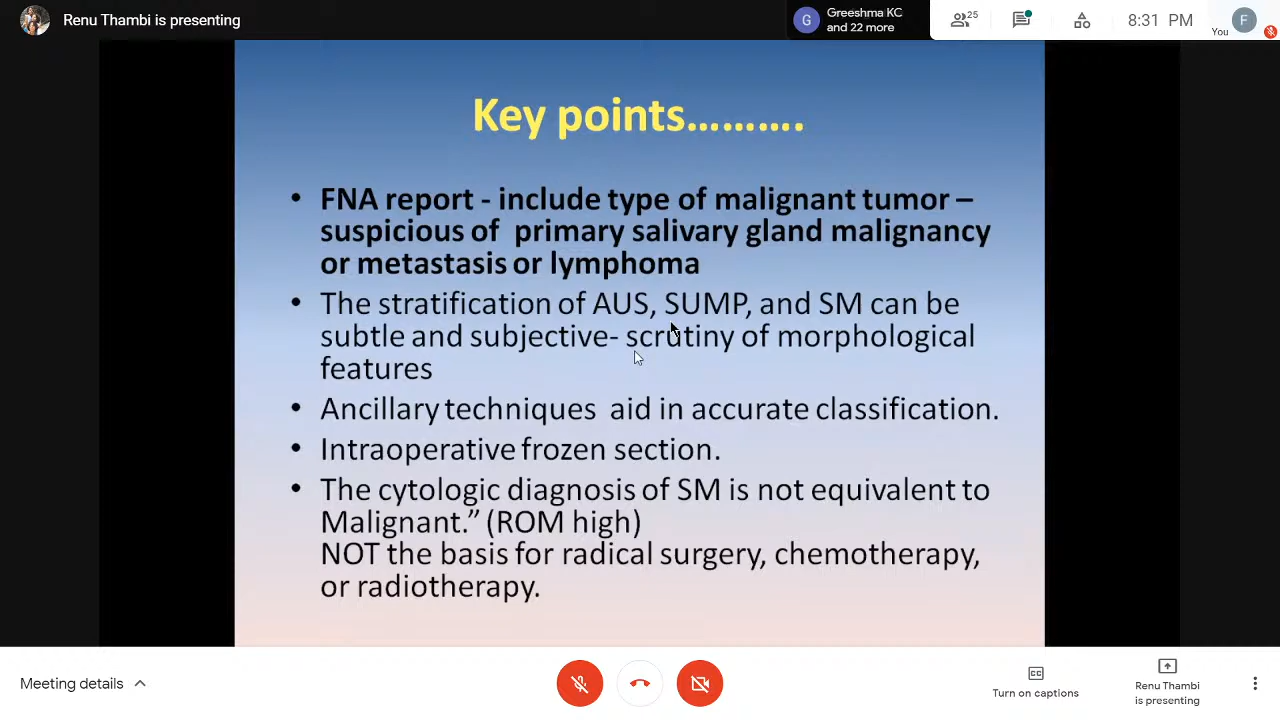 Renu Thambi is presenting
G
Greeshma KC
and 22 more
25
8:31 PM
You
F
Key points..........
• FNA report - include type of malignant tumor –
suspicious of primary salivary gland malignancy
or metastasis or lymphoma
• The stratification of AUS, SUMP, and SM can be
subtle and subjective- scrutiny of morphological
features
• Ancillary techniques aid in accurate classification.
• Intraoperative frozen section.
• The cytologic diagnosis of SM is not equivalent to
Malignant.” (ROM high)
NOT the basis for radical surgery, chemotherapy,
or radiotherapy.
Meeting details
CC
Turn on captions
Renu Thambi
is presenting